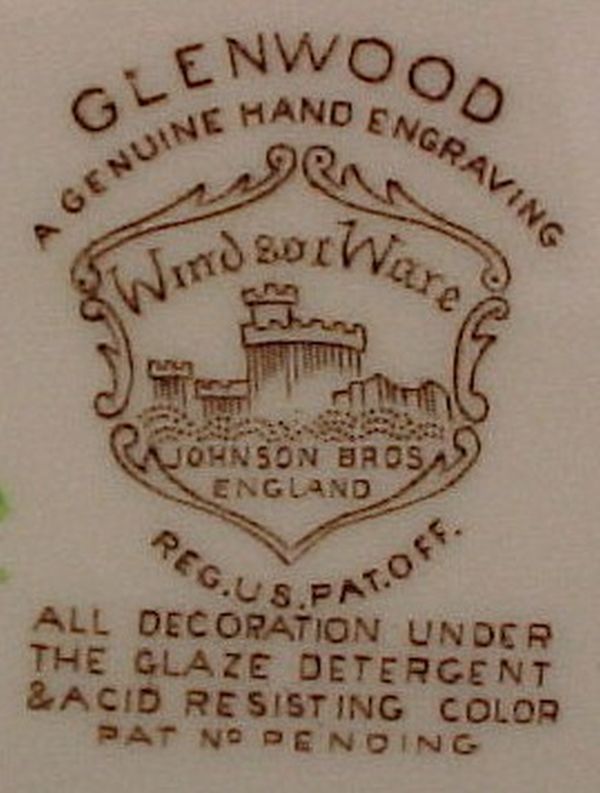 GLENWOOD
A GENUINE HAND ENGRAVING
Windsor Ware
JOHNSON BROS
ENGLAND
REG.U.S.PAT.OFF.
ALL DECORATION UNDER
THE GLAZE DETERGENT
& ACID RESISTING COLOR
PAT Nº PENDING